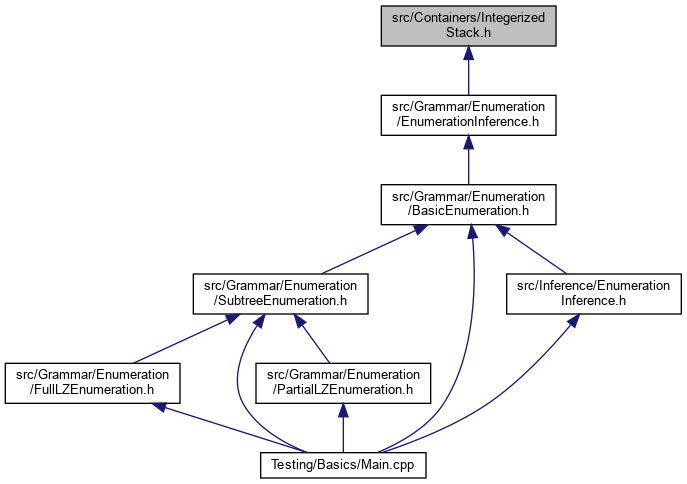 src/Containers/Integerized
Stack.h
src/Grammar/Enumeration
/EnumerationInference.h
src/Grammar/Enumeration
/BasicEnumeration.h
src/Grammar/Enumeration
/SubtreeEnumeration.h
src/Inference/Enumeration
Inference.h
src/Grammar/Enumeration
/FullLZEnumeration.h
src/Grammar/Enumeration
/PartialLZEnumeration.h
Testing/Basics/Main.cpp